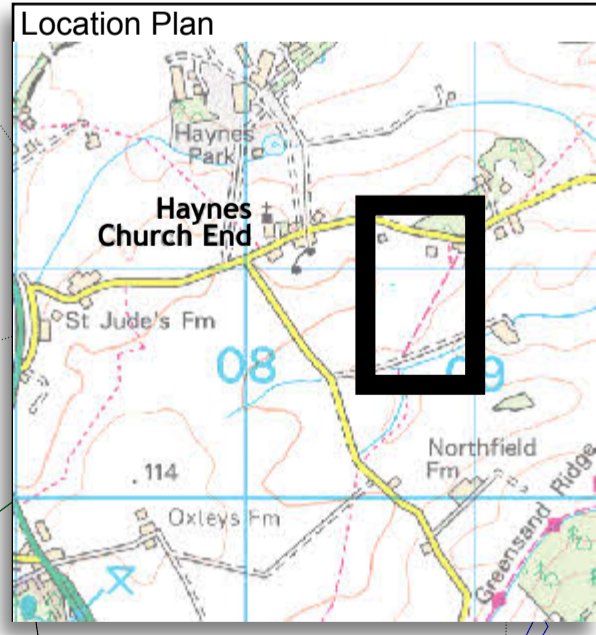 Location Plan
Haynes
Park
Haynes
Church End
St Jude's Fm
08
09
Northfield
Fm
. 114
Oxleys Fm
Greensand Ridge